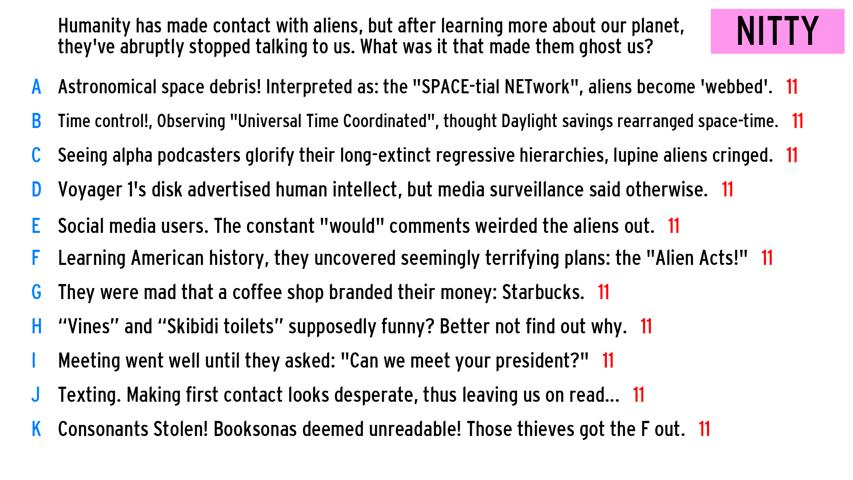 Humanity has made contact with aliens, but after learning more about our planet,
they've abruptly stopped talking to us. What was it that made them ghost us?
NITTY
A Astronomical space debris! Interpreted as: the "SPACE-tial NETwork", aliens become 'webbed'. 11
B Time control!, Observing "Universal Time Coordinated", thought Daylight savings rearranged space-time. 11
C Seeing alpha podcasters glorify their long-extinct regressive hierarchies, lupine aliens cringed. 11
D Voyager 1's disk advertised human intellect, but media surveillance said otherwise. 11
E Social media users. The constant "would" comments weirded the aliens out. 11
F Learning American history, they uncovered seemingly terrifying plans: the "Alien Acts!" 11
G They were mad that a coffee shop branded their money: Starbucks. 11
H “Vines” and “Skibidi toilets” supposedly funny? Better not find out why. 11
I Meeting went well until they asked: "Can we meet your president?" 11
J Texting. Making first contact looks desperate, thus leaving us on read... 11
K Consonants Stolen! Booksonas deemed unreadable! Those thieves got the F out. 11